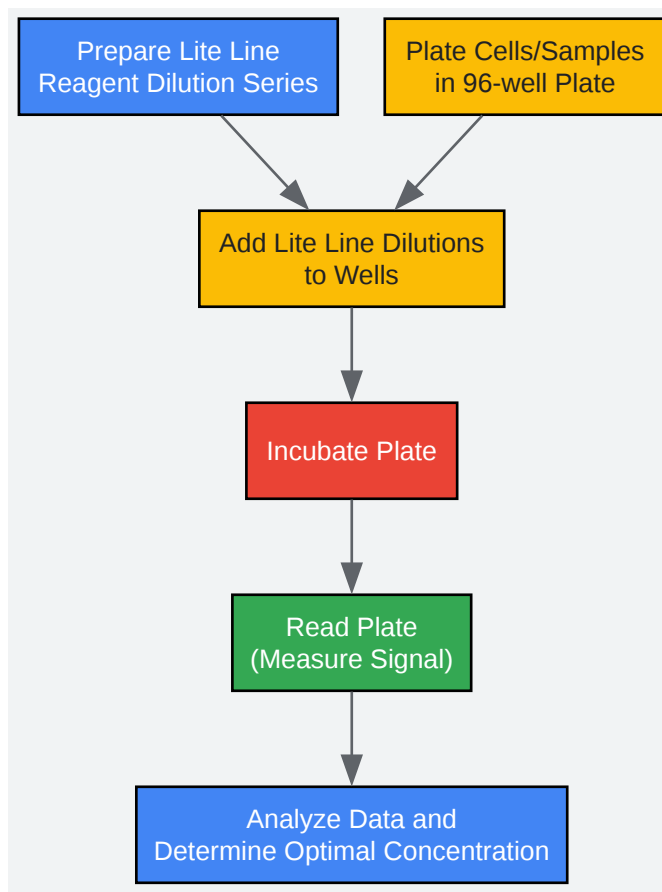 Prepare Lite Line
Reagent Dilution Series
Plate Cells/Samples
in 96-well Plate
Add Lite Line Dilutions
to Wells
Incubate Plate
Read Plate
(Measure Signal)
Analyze Data and
Determine Optimal Concentration